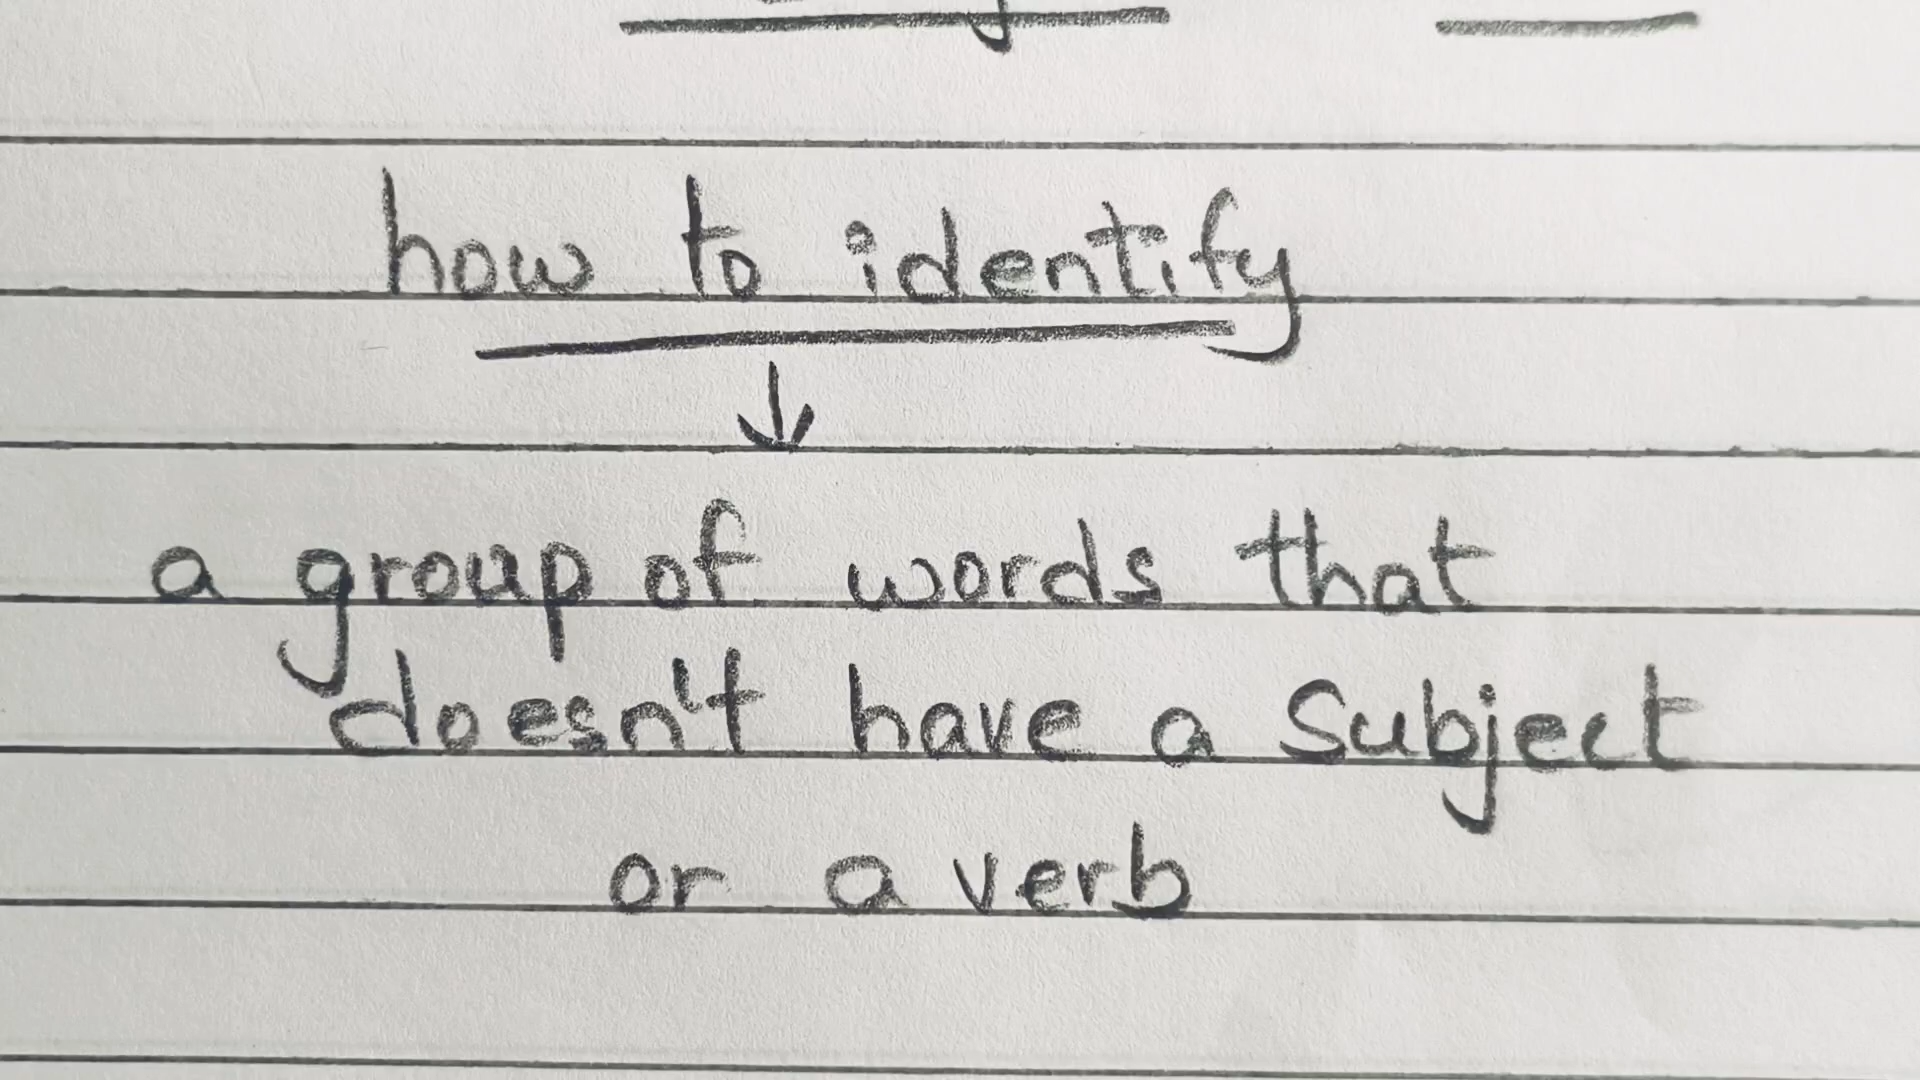 how to identify
a group of words that
doesn't have a Subject
or a verb